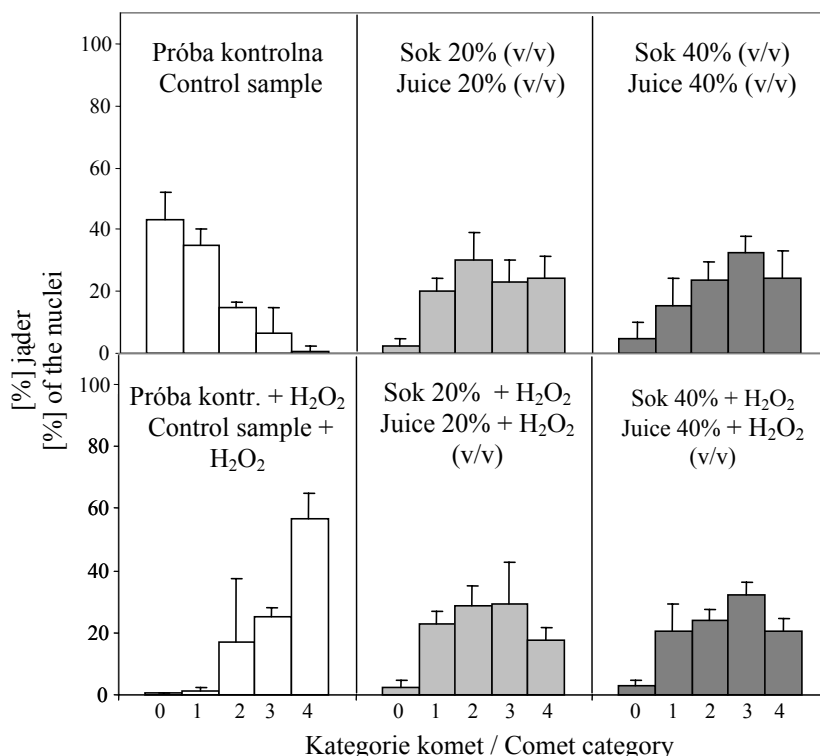 100
80
60
40
20
0
Próba kontrolna
Control sample
Sok 20% (v/v)
Juice 20% (v/v)
Sok 40% (v/v)
Juice 40% (v/v)
[%] jąder
[%] of the nuclei
100
80
60
40
20
0
Próba kontr. + H₂O₂
Control sample +
H₂O₂
Sok 20% + H₂O₂
Juice 20% + H₂O₂
(v/v)
Sok 40% + H₂O₂
Juice 40% + H₂O₂
(v/v)
0 1 2 3 4
0 1 2 3 4
0 1 2 3 4
Kategorie komet / Comet category